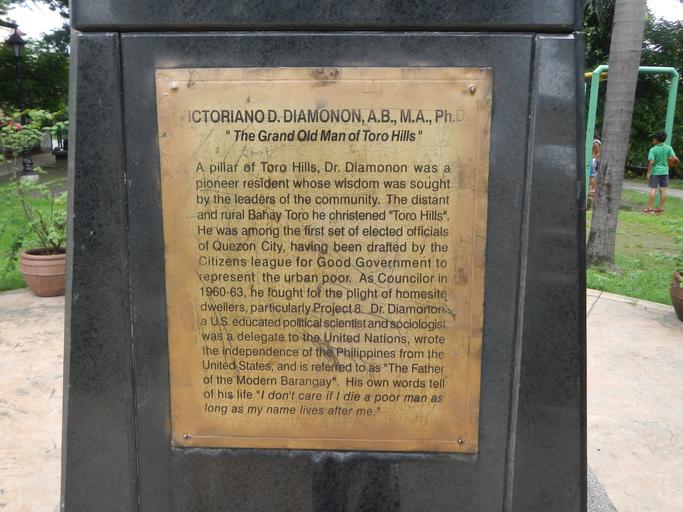 VICTORIANO D. DIAMONON, A.B., M.A., Ph.D.
" The Grand Old Man of Toro Hills "
A pillar of Toro Hills, Dr. Diamonon was a
pioneer resident whose wisdom was sought
by the leaders of the community. The distant
and rural Bahay Toro he christened "Toro Hills".
He was among the first set of elected officials
of Quezon City, having been drafted by the
Citizens league for Good Government to
represent the urban poor. As Councilor in
1960-63, he fought for the plight of homesite
dwellers, particularly Project 8. Dr. Diamonon
a U.S. educated political scientist and sociologist
was a delegate to the United Nations, wrote
the independence of the Philippines from the
United States, and is referred to as "The Father
of the Modern Barangay". His own words tell
of his life "I don't care if I die a poor man as
long as my name lives after me."